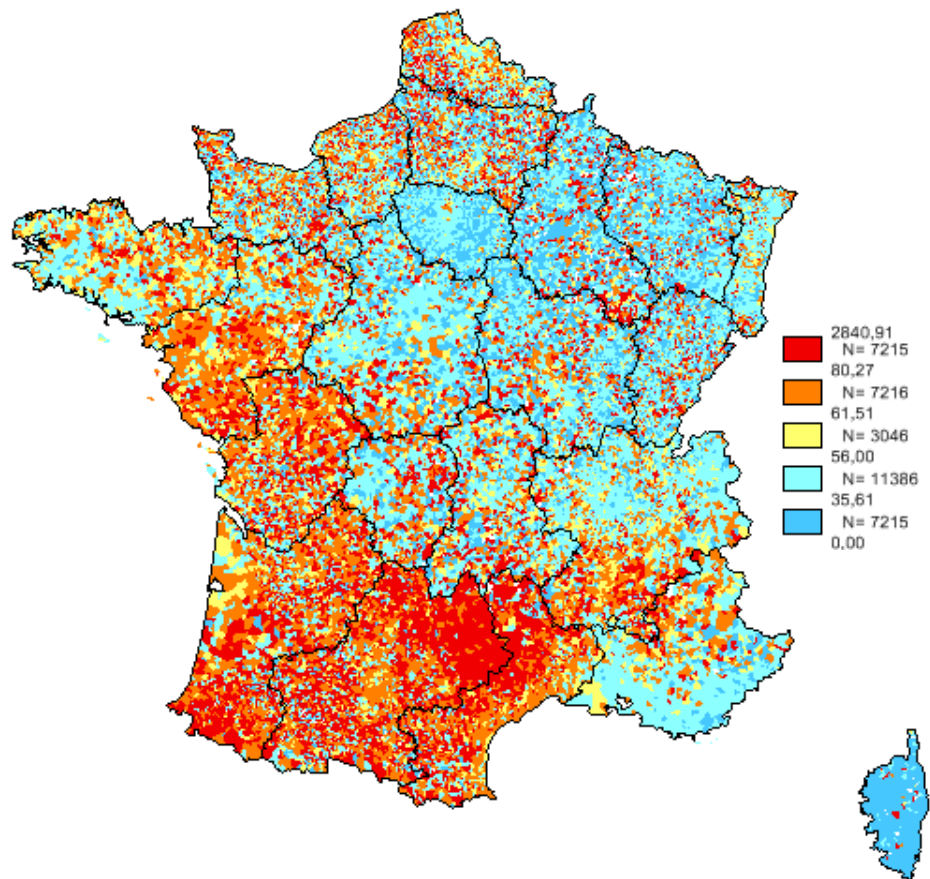 2840,91
N= 7215
80,27
N= 7216
61,51
N= 3046
56,00
N= 11386
35,61
N= 7215
0,00